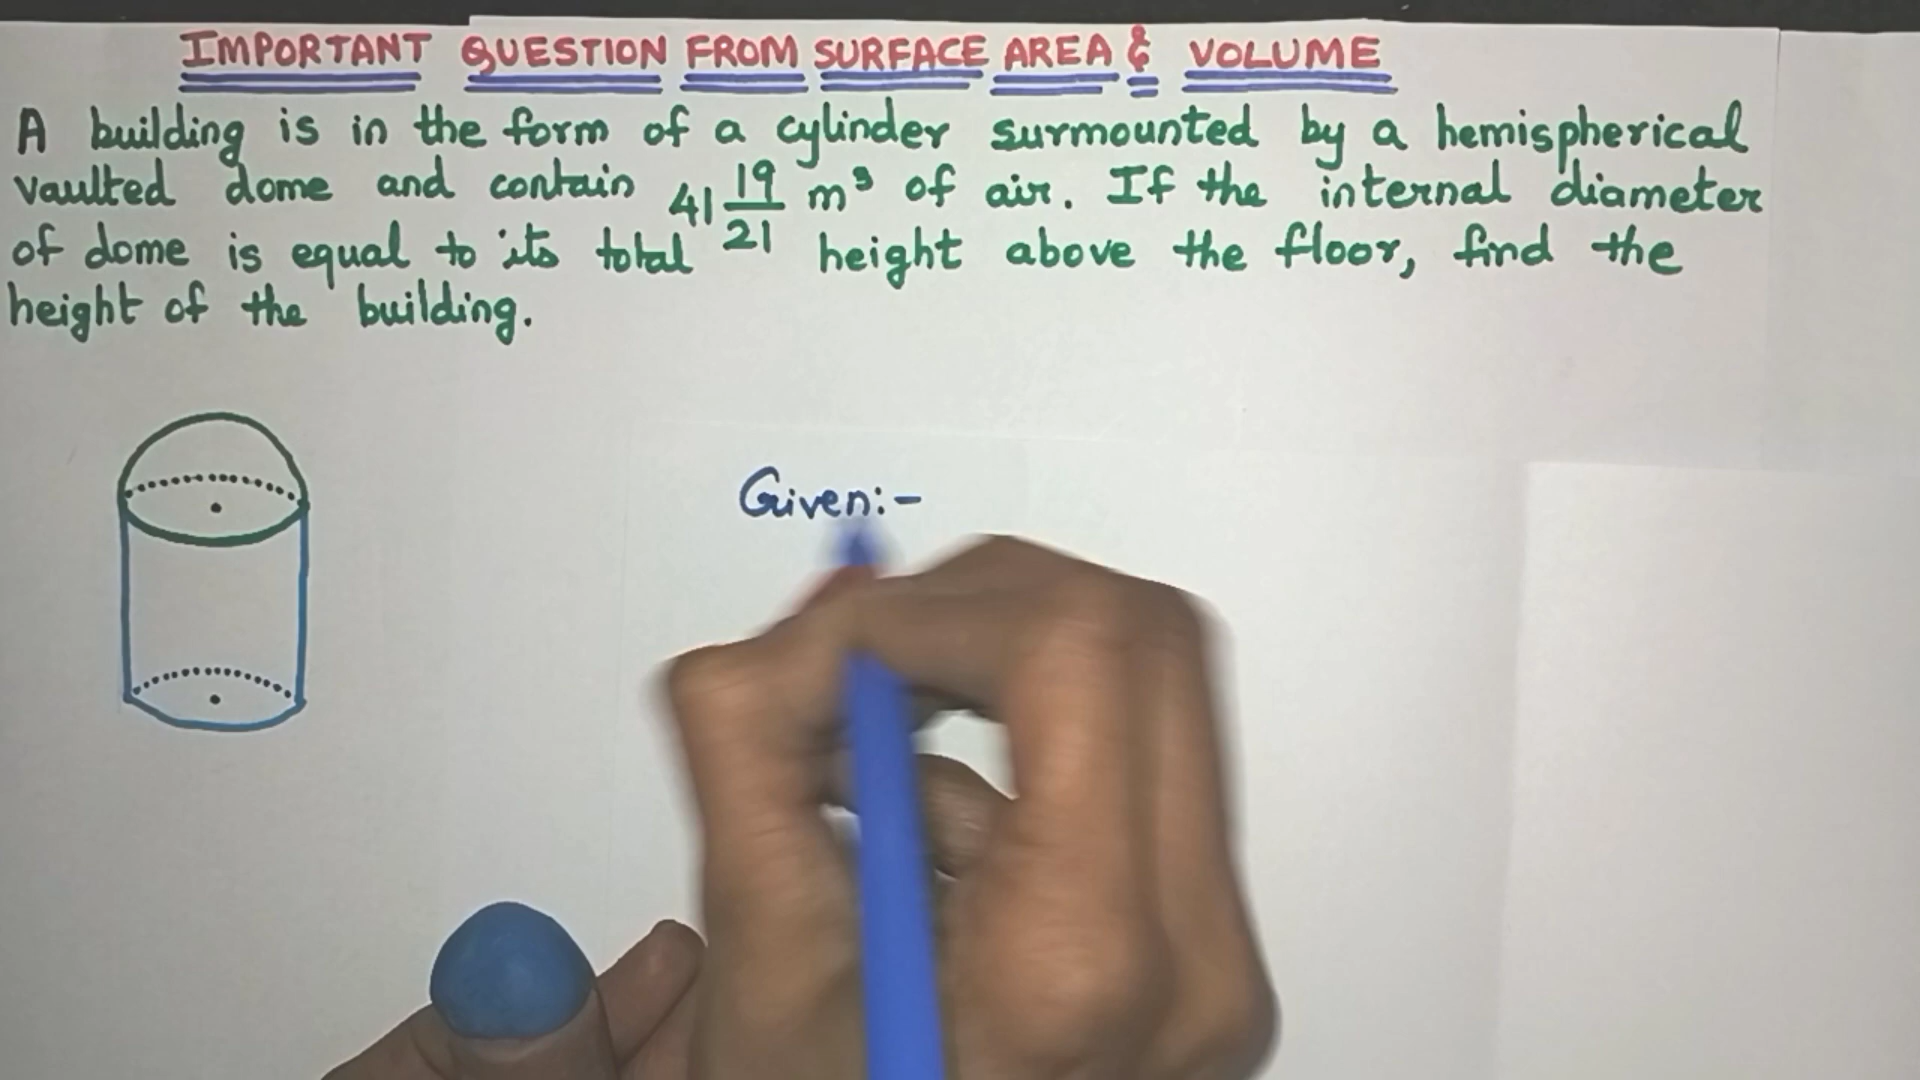 IMPORTANT QUESTION FROM SURFACE AREA & VOLUME
A building is in the form of a cylinder surmounted by a hemispherical
vaulted dome and contain 41 19/21 m³ of air. If the internal diameter
of dome is equal to its total height above the floor, find the
height of the building.
Given:-